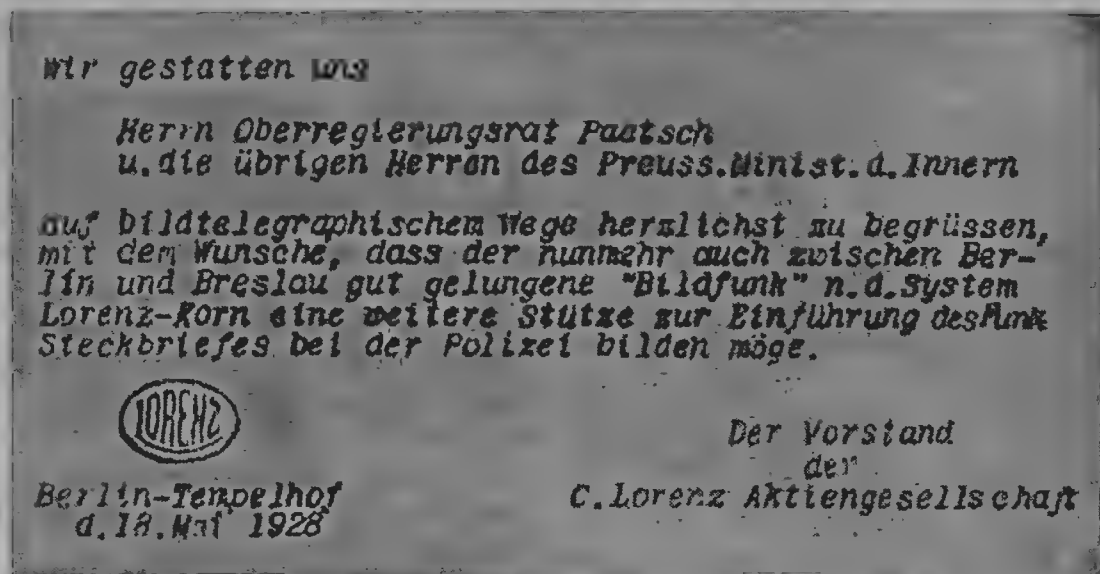 Wir gestatten uns
Herrn Oberregierungsrat Paetsch
u.die übrigen Herren des Preuss.Minist.d.Innern
auf bildtelegraphischem Wege herzlichst zu begrüssen,
mit dem Wunsche, dass der nunmehr auch zwischen Ber-
lin und Breslau gut gelungene "Bildfunk" n.d.System
Lorenz-Korn eine weitere Stütze zur Einführung des Funk
Steckbriefes bei der Polizei bilden möge.
LORENZ
Der Vorstand
der
Berlin-Tempelhof
d.18.Mai 1928
C.Lorenz Aktiengesellschaft